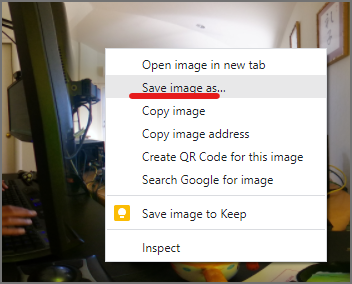 Open image in new tab
Save image as...
Copy image
Copy image address
Create QR Code for this image
Search Google for image
Save image to Keep
Inspect